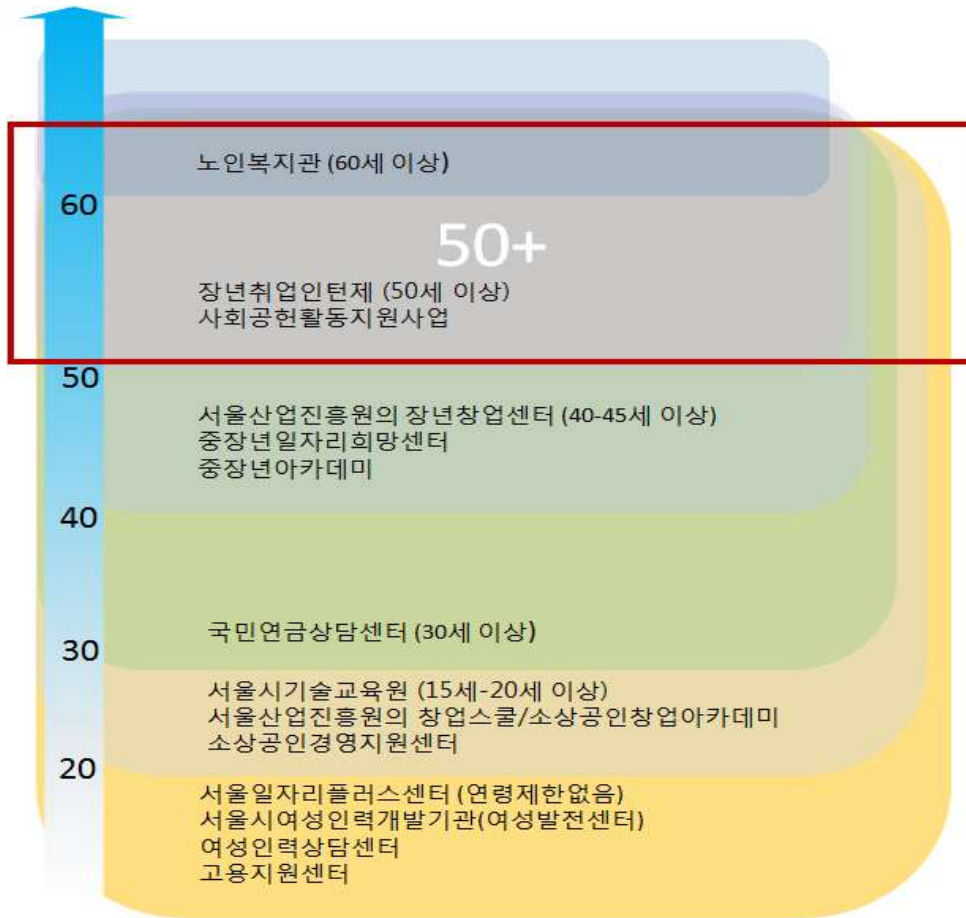 노인복지관 (60세 이상)
60
50+
장년취업인턴제 (50세 이상)
사회공헌활동지원사업
50
서울산업진흥원의 장년창업센터 (40-45세 이상)
중장년일자리희망센터
중장년아카데미
40
국민연금상담센터 (30세 이상)
30
서울시기술교육원 (15세-20세 이상)
서울산업진흥원의 창업스쿨/소상공인창업아카데미
소상공인경영지원센터
20
서울일자리플러스센터 (연령제한없음)
서울시여성인력개발기관(여성발전센터)
여성인력상담센터
고용지원센터